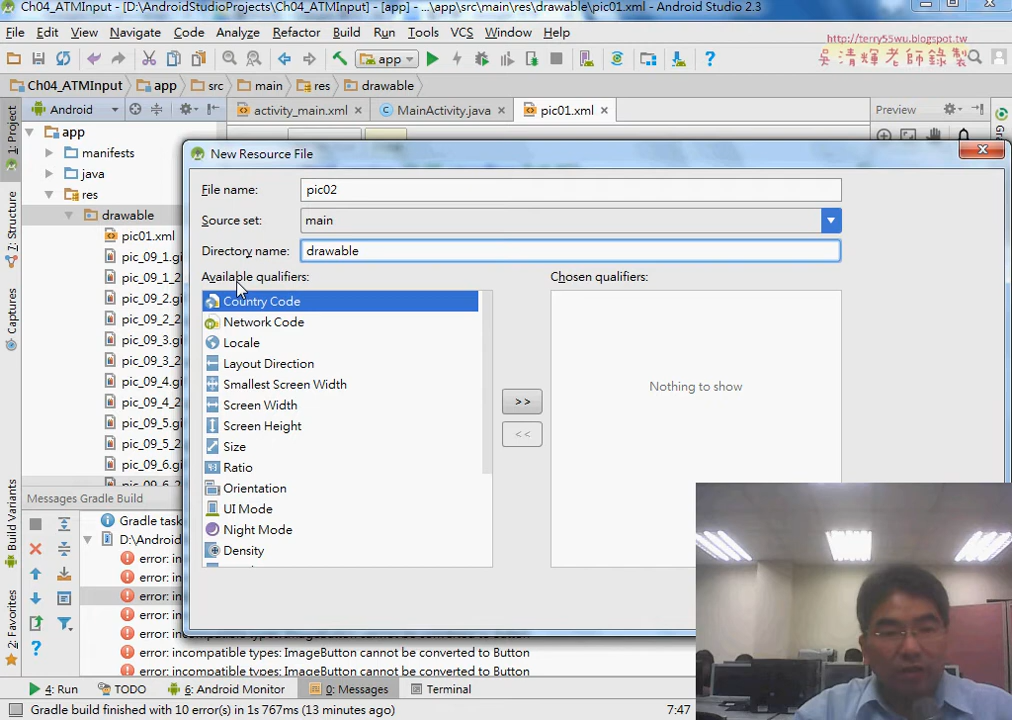 Ch04_ATMInput - [D:\AndroidStudioProjects\Ch04_ATMInput] - [app] - ...\app\src\main\res\drawable\pic01.xml - Android Studio 2.3
File Edit View Navigate Code Analyze Refactor Build Run Tools VCS Window Help
http://terry55wu.blogspot.tw
吳清輝老師錄製
app
Ch04_ATMInput app src main res drawable
1: Project
Android
activity_main.xml
MainActivity.java
pic01.xml
Preview
app
manifests
java
res
drawable
pic01.xml
pic_09_1.
pic_09_1_2
pic_09_2.
pic_09_2_2
pic_09_3.
pic_09_3_2
pic_09_4.
pic_09_4_2
pic_09_5.
pic_09_5_2
pic_09_6.gi
7: Structure
Captures
Build Variants
2: Favorites
New Resource File
File name: pic02
Source set: main
Directory name: drawable
Available qualifiers:
Chosen qualifiers:
Country Code
Network Code
Locale
Layout Direction
Smallest Screen Width
Screen Width
Screen Height
Size
Ratio
Orientation
UI Mode
Night Mode
Density
>>
<<
Nothing to show
Messages Gradle Build
Gradle task
D:\Android
error: in
error: in
error: in
error: in
error: incompatible types: ImageButton cannot be converted to Button
error: incompatible types: ImageButton cannot be converted to Button
4: Run TODO 6: Android Monitor 0: Messages Terminal
Gradle build finished with 10 error(s) in 1s 767ms (13 minutes ago)
7:47